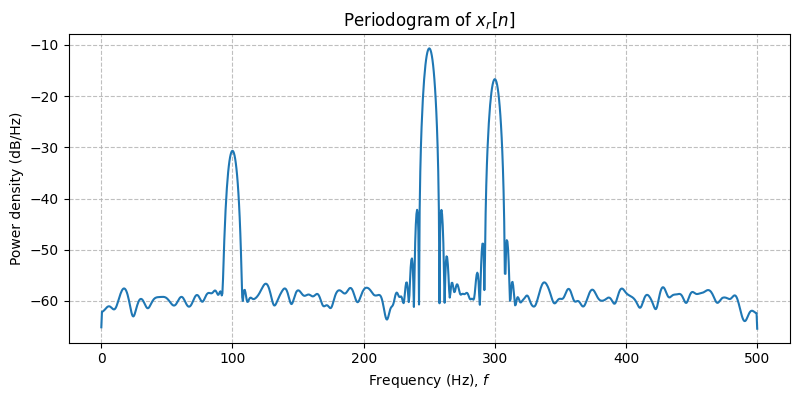 Periodogram of $x_r[n]$
Power density (dB/Hz)
−10
−20
−30
−40
−50
−60
0 100 200 300 400 500
Frequency (Hz), $f$